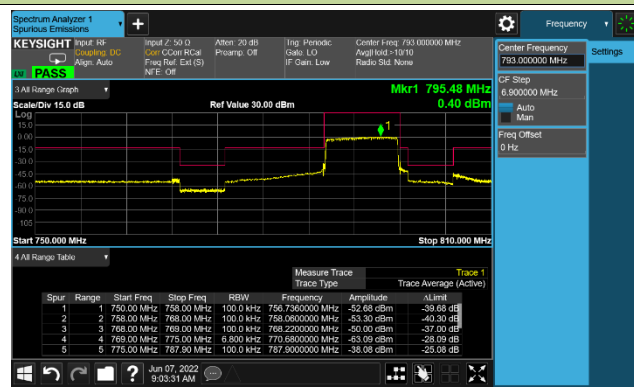 Spectrum Analyzer 1
Spurious Emissions
Frequency
KEYSIGHT
Input: RF
Coupling: DC
Align: Auto
Input Z: 50 Ω
Corr CCorr RCal
Freq Ref: Ext (S)
NFE: Off
Atten: 20 dB
Preamp: Off
Trig: Periodic
Gate: LO
IF Gain: Low
Center Freq: 793.000000 MHz
Avg|Hold:>10/10
Radio Std: None
PASS
Center Frequency
793.000000 MHz
Settings
CF Step
6.900000 MHz
Auto
Man
Freq Offset
0 Hz
3 All Range Graph
Scale/Div 15.0 dB
Ref Value 30.00 dBm
Mkr1 795.48 MHz
0.40 dBm
Log
15.0
0.00
-15.0
-30.0
-45.0
-60.0
-75.0
-90.0
-105
1
Start 750.000 MHz
Stop 810.000 MHz
4 All Range Table
Measure Trace Trace 1
Trace Type Trace Average (Active)
Spur Range Start Freq Stop Freq RBW Frequency Amplitude ΔLimit
1 1 750.00 MHz 758.00 MHz 100.0 kHz 756.7360000 MHz -52.68 dBm -39.68 dB
2 2 758.00 MHz 768.00 MHz 100.0 kHz 758.0600000 MHz -53.30 dBm -40.30 dB
3 3 768.00 MHz 769.00 MHz 100.0 kHz 768.2200000 MHz -50.00 dBm -37.00 dB
4 4 769.00 MHz 775.00 MHz 6.800 kHz 770.6800000 MHz -63.09 dBm -28.09 dB
5 5 775.00 MHz 787.90 MHz 100.0 kHz 787.9000000 MHz -38.08 dBm -25.08 dB
Jun 07, 2022
9:03:31 AM